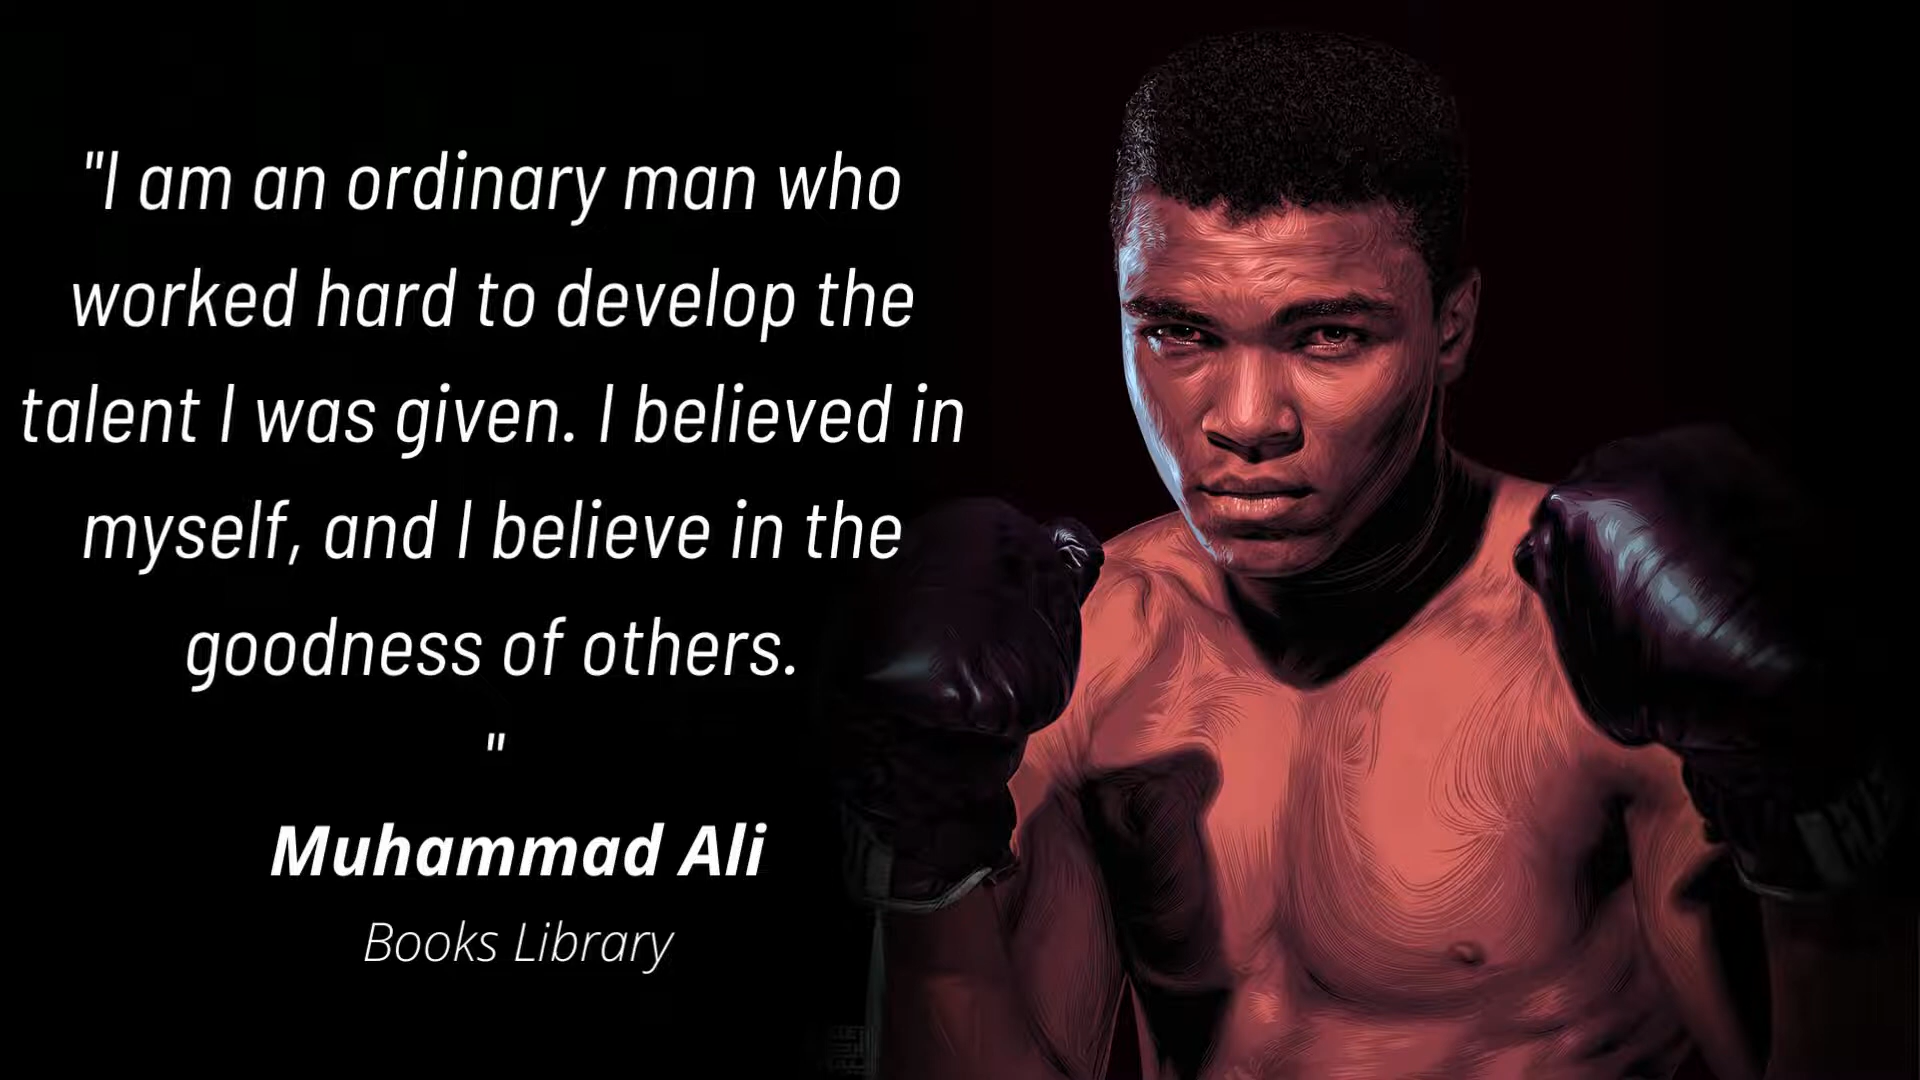 "I am an ordinary man who
worked hard to develop the
talent I was given. I believed in
myself, and I believe in the
goodness of others.
"
Muhammad Ali
Books Library